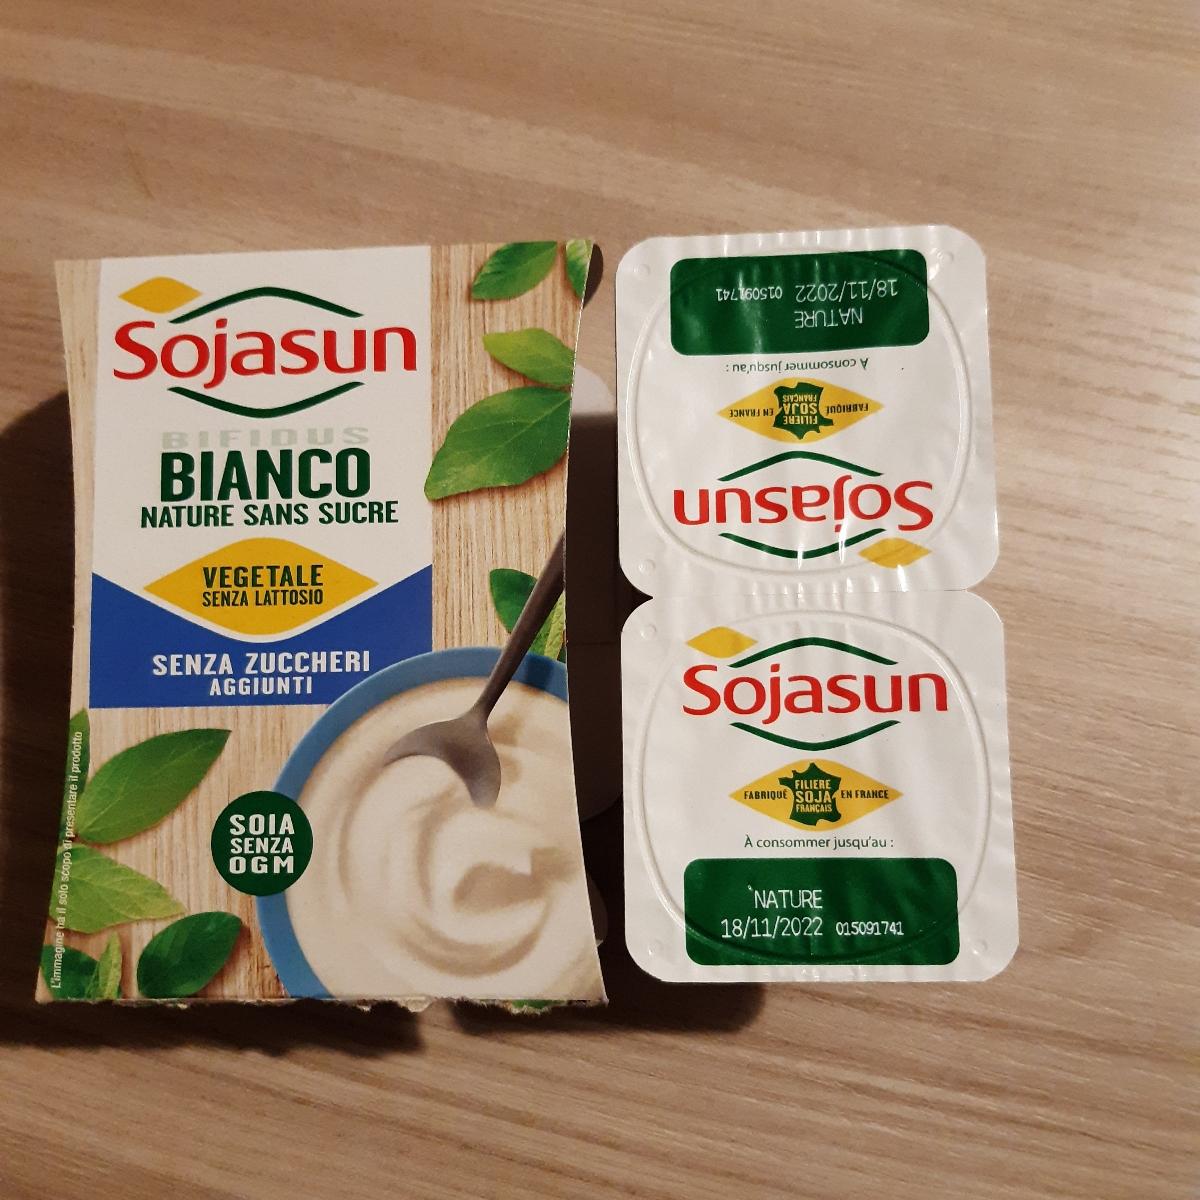 Sojasun
BIFIDUS
BIANCO
NATURE SANS SUCRE
VEGETALE
SENZA LATTOSIO
SENZA ZUCCHERI
AGGIUNTI
SOIA
SENZA
OGM
L'immagine ha il solo scopo di presentare il prodotto
Sojasun
FABRIQUÉ EN FRANCE
FILIERE
SOJA
FRANÇAIS
À consommer jusqu'au :
NATURE
18/11/2022 015091741
Sojasun
FABRIQUÉ EN FRANCE
FILIERE
SOJA
FRANÇAIS
À consommer jusqu'au :
NATURE
18/11/2022 015091741